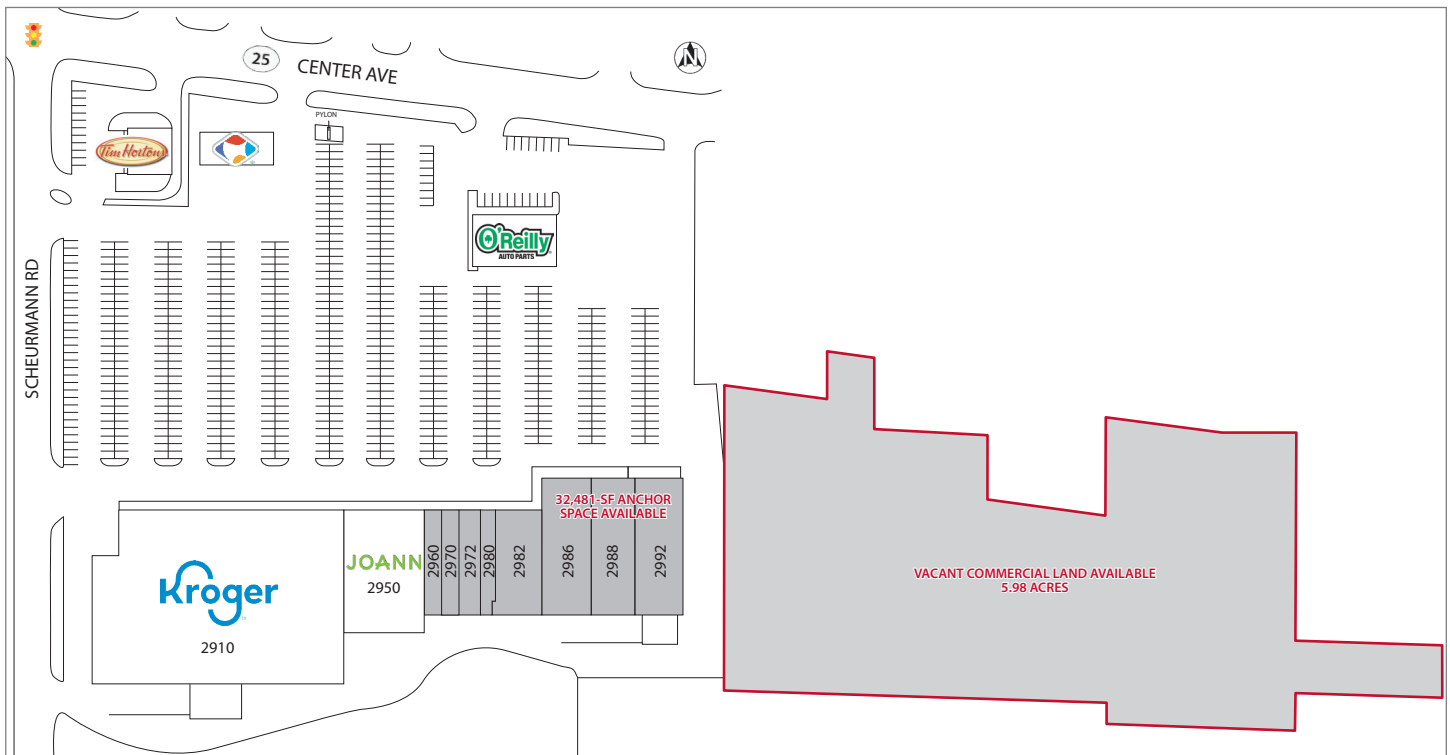 25
CENTER AVE
N
PYLON
Tim Hortons
O'Reilly
AUTO PARTS
SCHEURMANN RD
32,481-SF ANCHOR
SPACE AVAILABLE
Kroger
2910
JOANN
2950
2960
2970
2972
2980
2982
2986
2988
2992
VACANT COMMERCIAL LAND AVAILABLE
5.98 ACRES